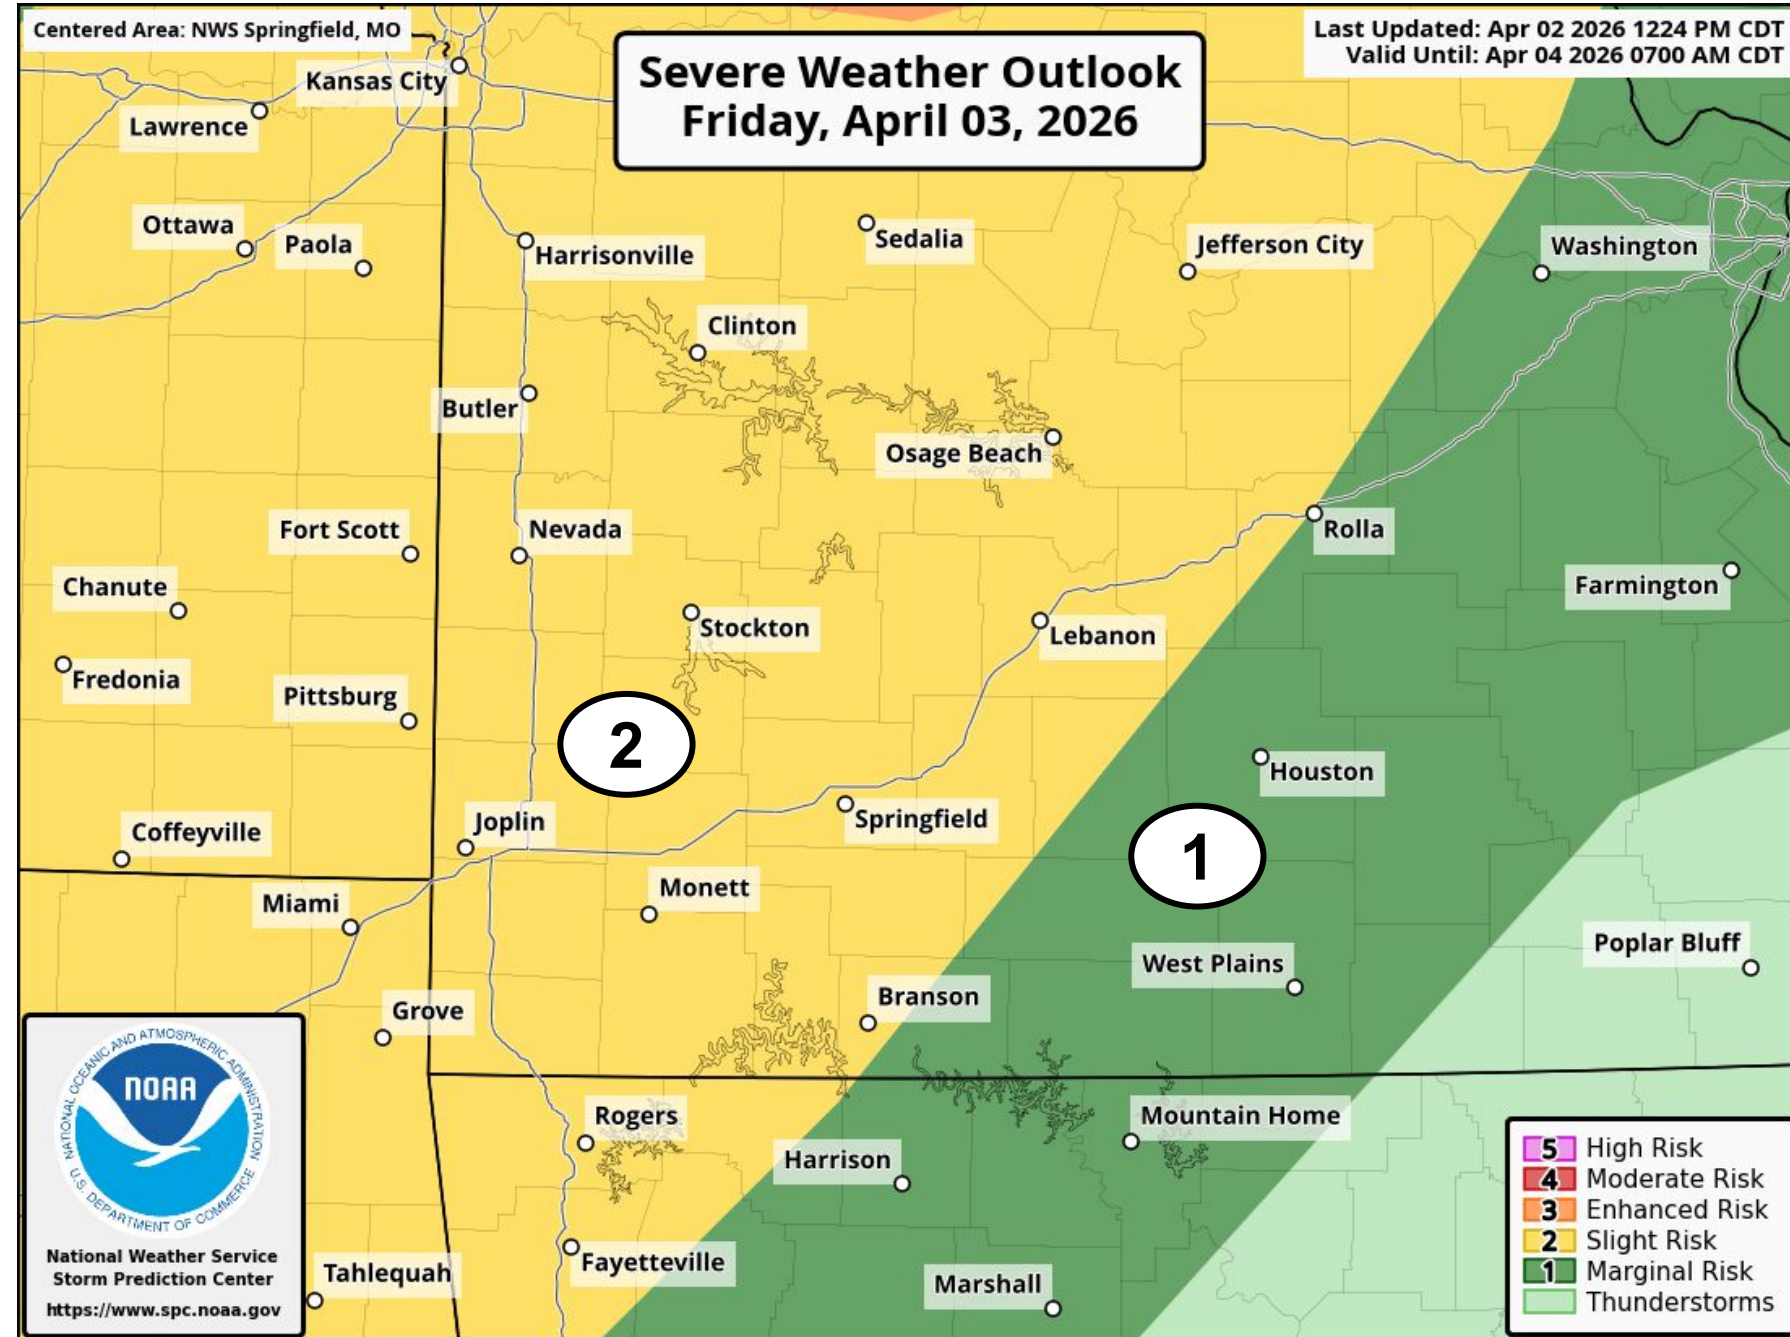 Centered Area: NWS Springfield, MO
Last Updated: Apr 02 2026 1224 PM CDT
Valid Until: Apr 04 2026 0700 AM CDT
Severe Weather Outlook
Friday, April 03, 2026
Kansas City
Lawrence
Ottawa
Paola
Harrisonville
Sedalia
Jefferson City
Washington
Clinton
Butler
Osage Beach
Fort Scott
Nevada
Rolla
Chanute
Farmington
Stockton
Lebanon
Fredonia
Pittsburg
2
Houston
Coffeyville
Joplin
Springfield
1
Miami
Monett
Poplar Bluff
West Plains
Branson
Grove
Rogers
Mountain Home
Harrison
Fayetteville
Tahlequah
Marshall
NATIONAL OCEANIC AND ATMOSPHERIC ADMINISTRATION
NOAA
U.S. DEPARTMENT OF COMMERCE
National Weather Service
Storm Prediction Center
https://www.spc.noaa.gov
5 High Risk
4 Moderate Risk
3 Enhanced Risk
2 Slight Risk
1 Marginal Risk
Thunderstorms